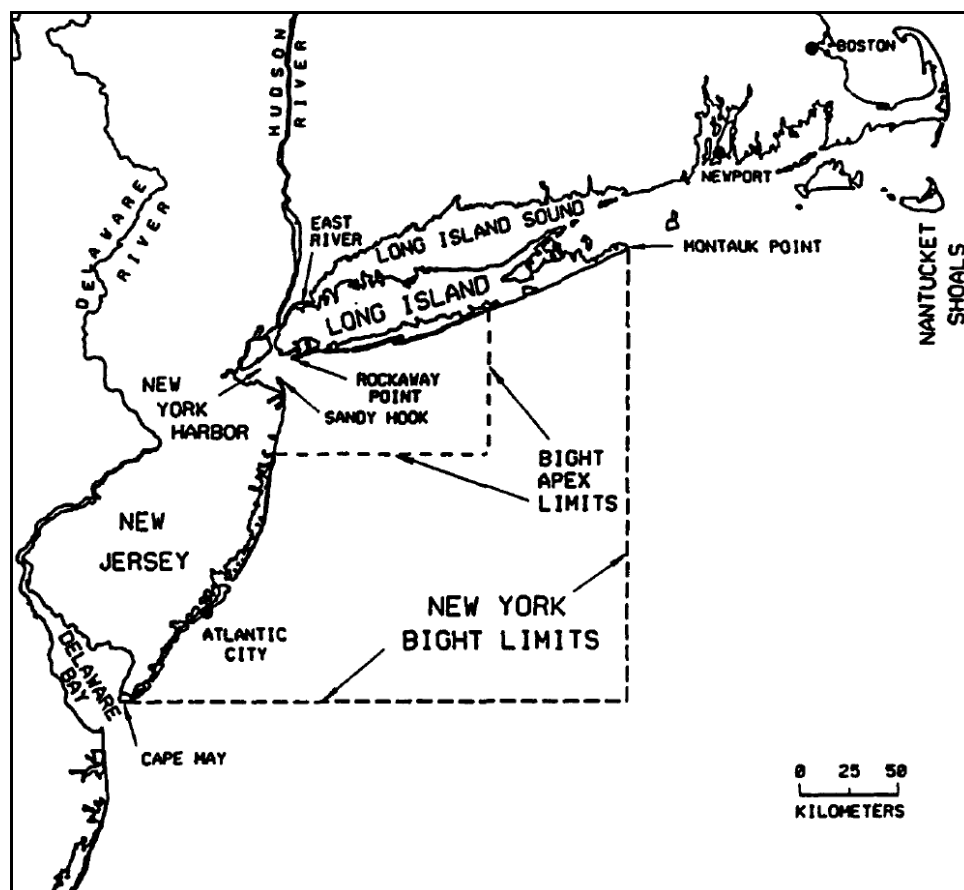 BOSTON
HUDSON
RIVER
NEWPORT
DELAWARE
RIVER
EAST
RIVER
LONG ISLAND SOUND
MONTAUK POINT
NANTUCKET
SHOALS
LONG ISLAND
NEW
YORK
HARBOR
ROCKAWAY
POINT
SANDY HOOK
BIGHT
APEX
LIMITS
NEW
JERSEY
NEW YORK
BIGHT LIMITS
ATLANTIC
CITY
DELAWARE
BAY
CAPE MAY
0 25 50
KILOMETERS